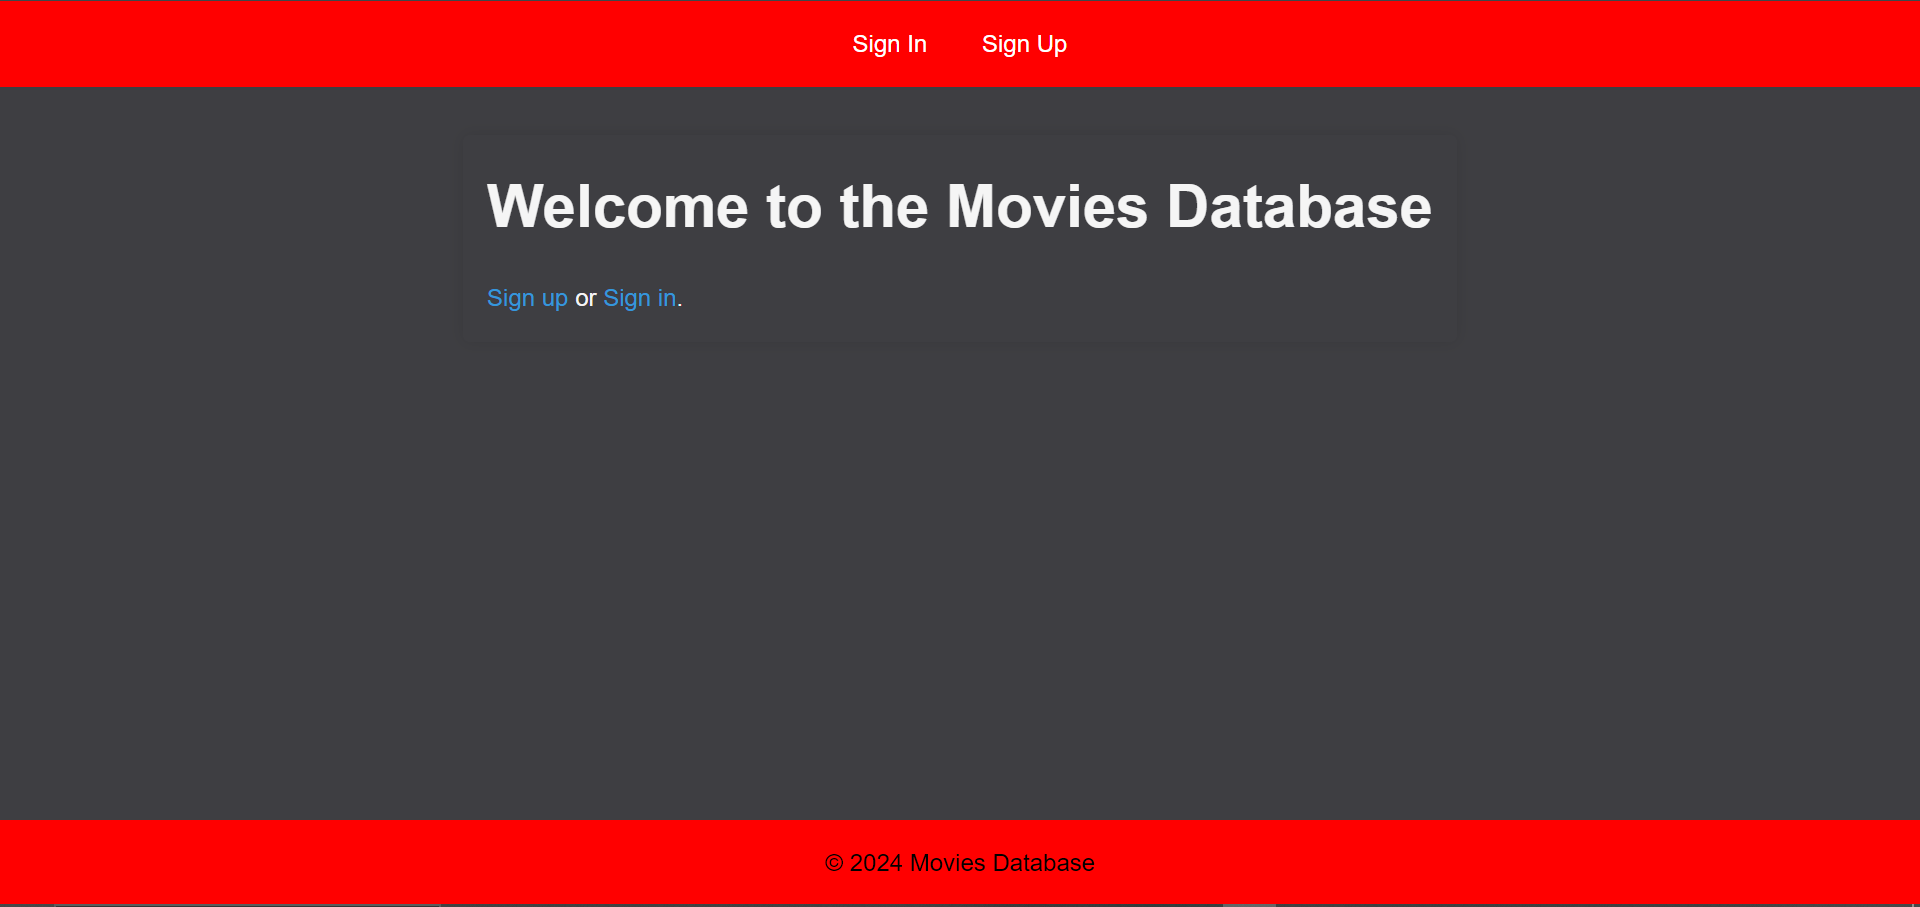 Sign In Sign Up
Welcome to the Movies Database
Sign up or Sign in.
© 2024 Movies Database